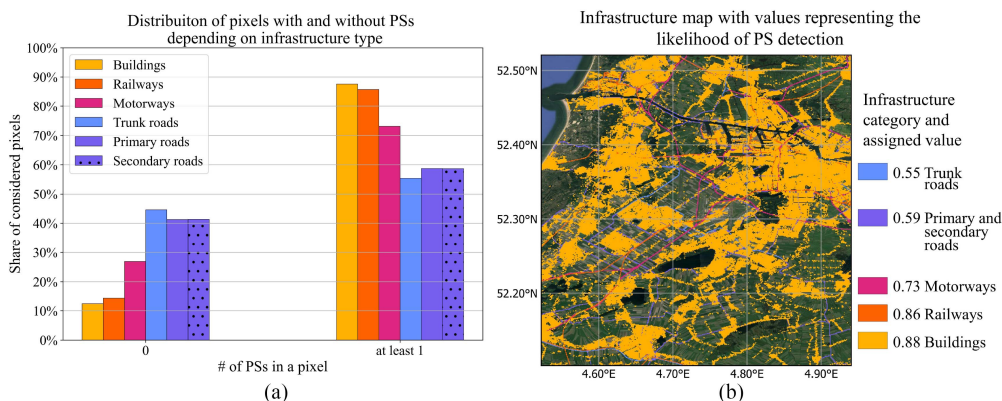 Distribuiton of pixels with and without PSs
depending on infrastructure type
100%
90%
80%
70%
60%
50%
40%
30%
20%
10%
0%
Share of considered pixels
Buildings
Railways
Motorways
Trunk roads
Primary roads
Secondary roads
0
at least 1
# of PSs in a pixel
(a)
Infrastructure map with values representing the
likelihood of PS detection
52.50°N
52.40°N
52.30°N
52.20°N
4.60°E
4.70°E
4.80°E
4.90°E
Infrastructure
category and
assigned value
0.55 Trunk
roads
0.59 Primary and
secondary
roads
0.73 Motorways
0.86 Railways
0.88 Buildings
(b)